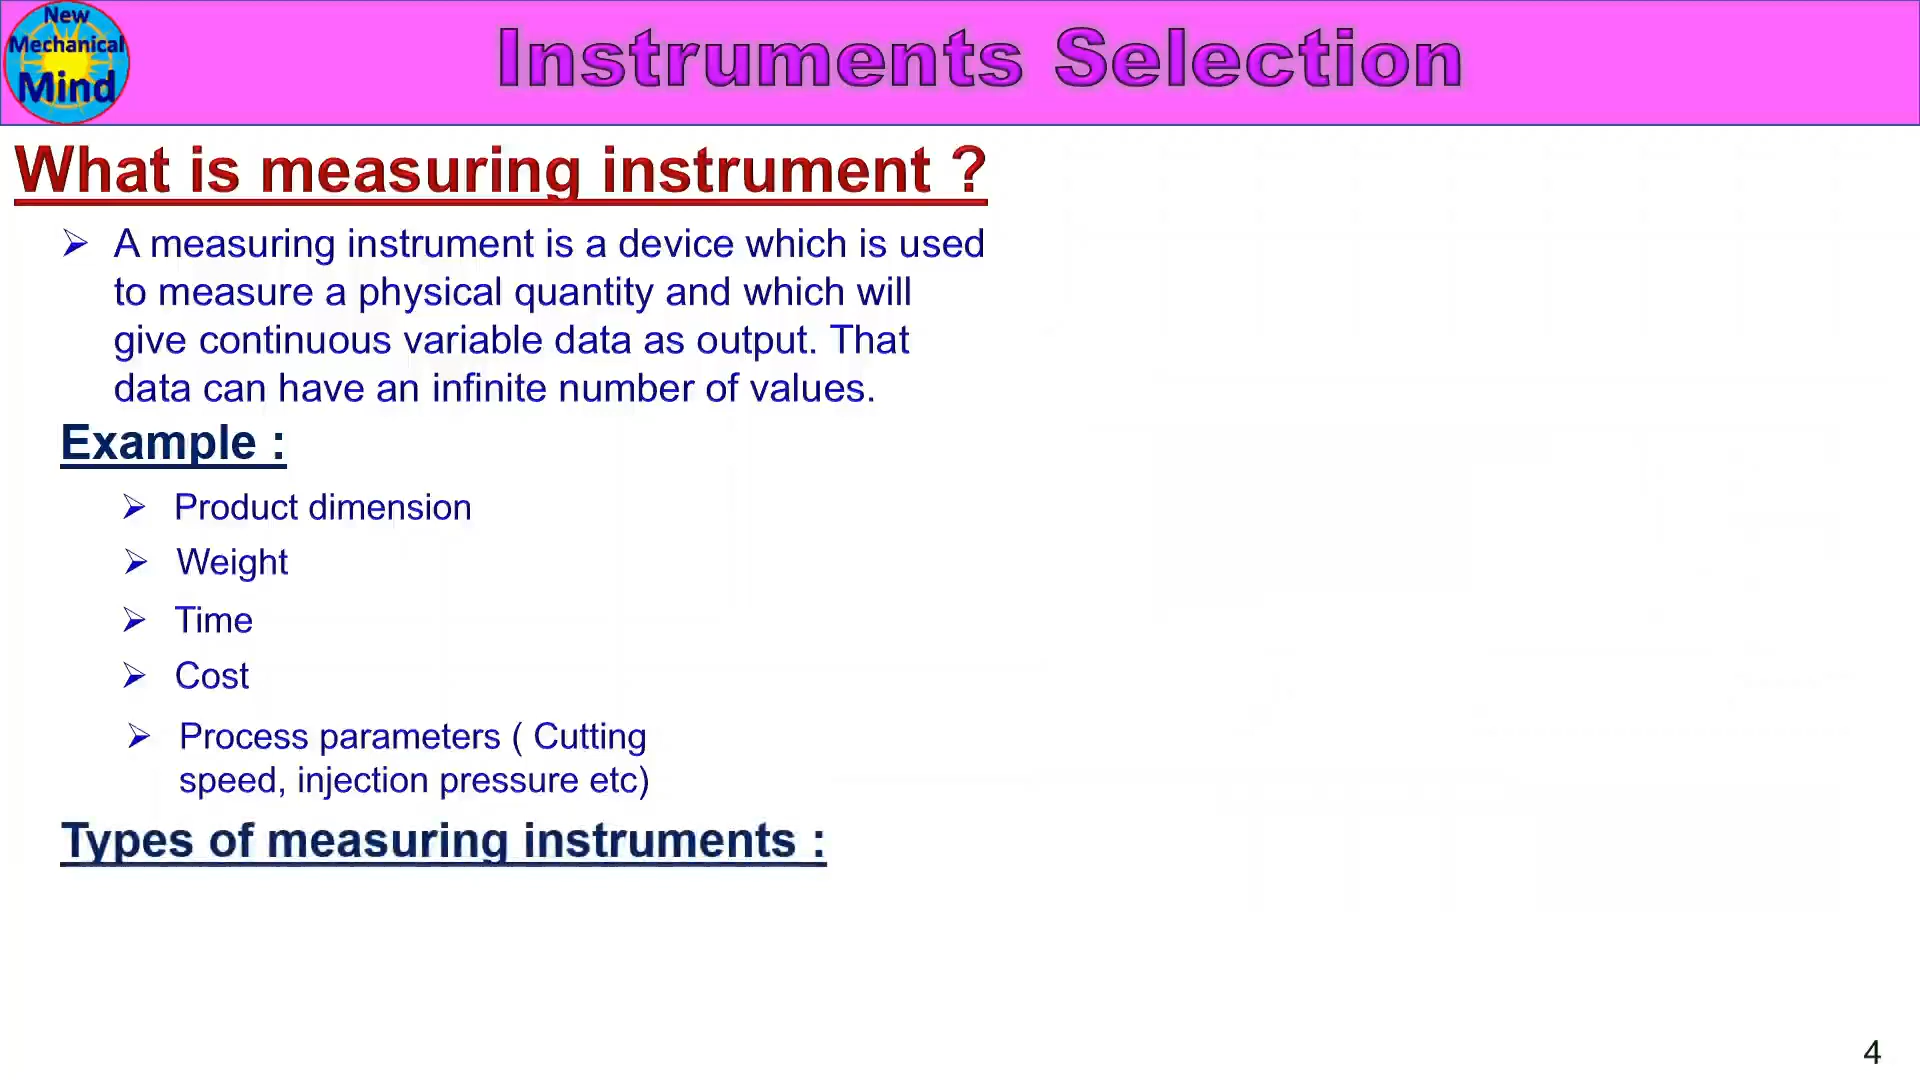 New
Mechanical
Mind
Instruments Selection
What is measuring instrument ?
➢ A measuring instrument is a device which is used
to measure a physical quantity and which will
give continuous variable data as output. That
data can have an infinite number of values.
Example :
➢ Product dimension
➢ Weight
➢ Time
➢ Cost
➢ Process parameters ( Cutting
speed, injection pressure etc)
Types of measuring instruments :
4